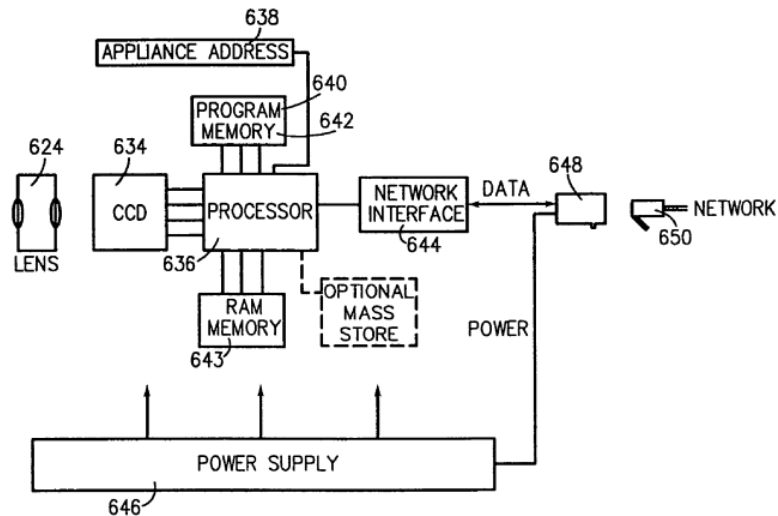 638
APPLIANCE ADDRESS
640
PROGRAM
MEMORY
642
624
634
648
CCD
PROCESSOR
NETWORK
INTERFACE
DATA
NETWORK
644
650
LENS
636
OPTIONAL
MASS
STORE
RAM
MEMORY
POWER
643
POWER SUPPLY
646